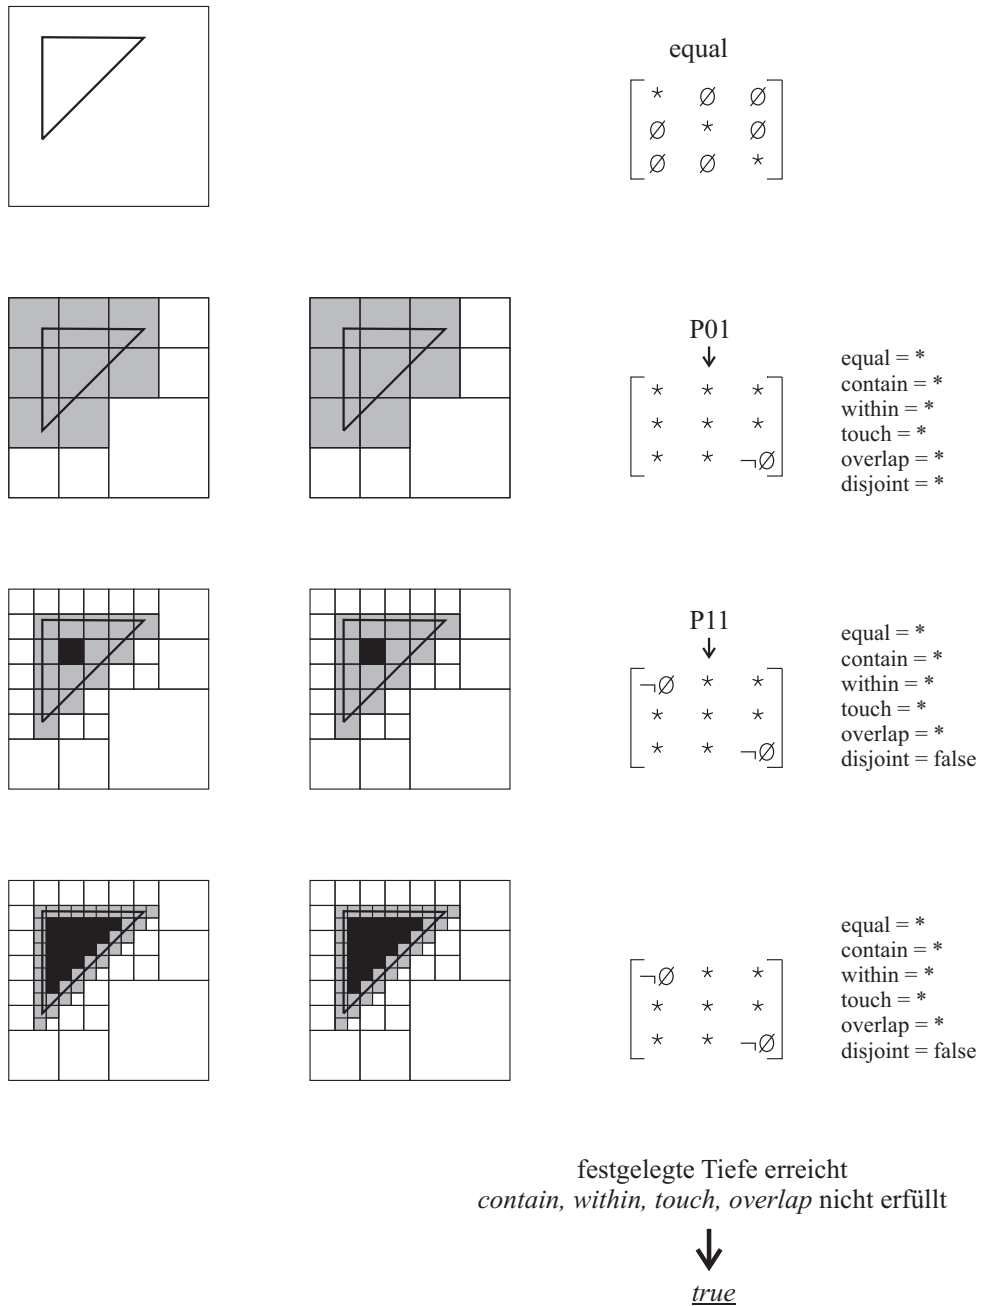 equal
* ∅ ∅
∅ * ∅
∅ ∅ *
P01
* * *
* * *
* * ¬∅
equal = *
contain = *
within = *
touch = *
overlap = *
disjoint = *
P11
¬∅ * *
* * *
* * ¬∅
equal = *
contain = *
within = *
touch = *
overlap = *
disjoint = false
¬∅ * *
* * *
* * ¬∅
equal = *
contain = *
within = *
touch = *
overlap = *
disjoint = false
festgelegte Tiefe erreicht
contain, within, touch, overlap nicht erfüllt
true